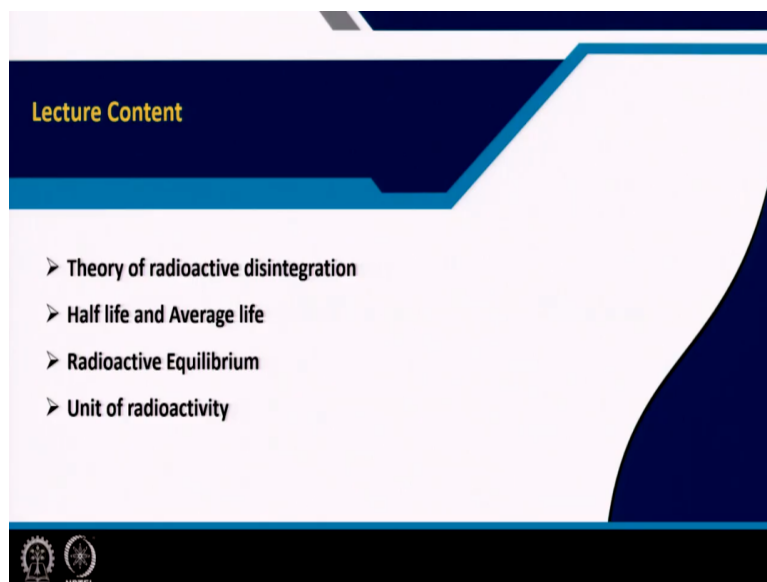 Lecture Content
➢ Theory of radioactive disintegration
➢ Half life and Average life
➢ Radioactive Equilibrium
➢ Unit of radioactivity